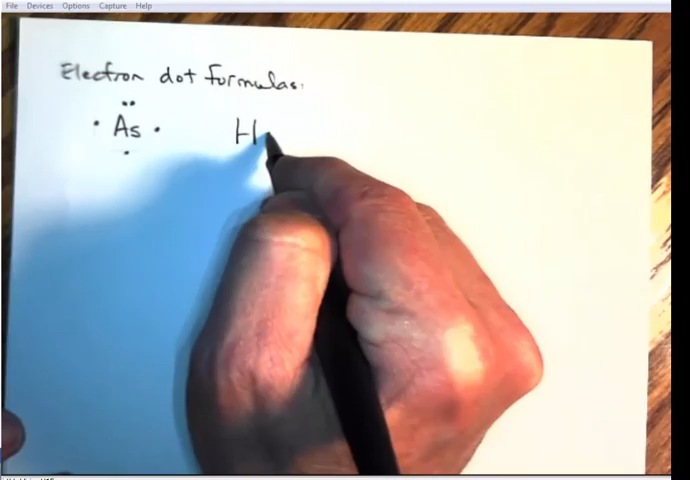 File Devices Options Capture Help
Electron dot formulas:
As H